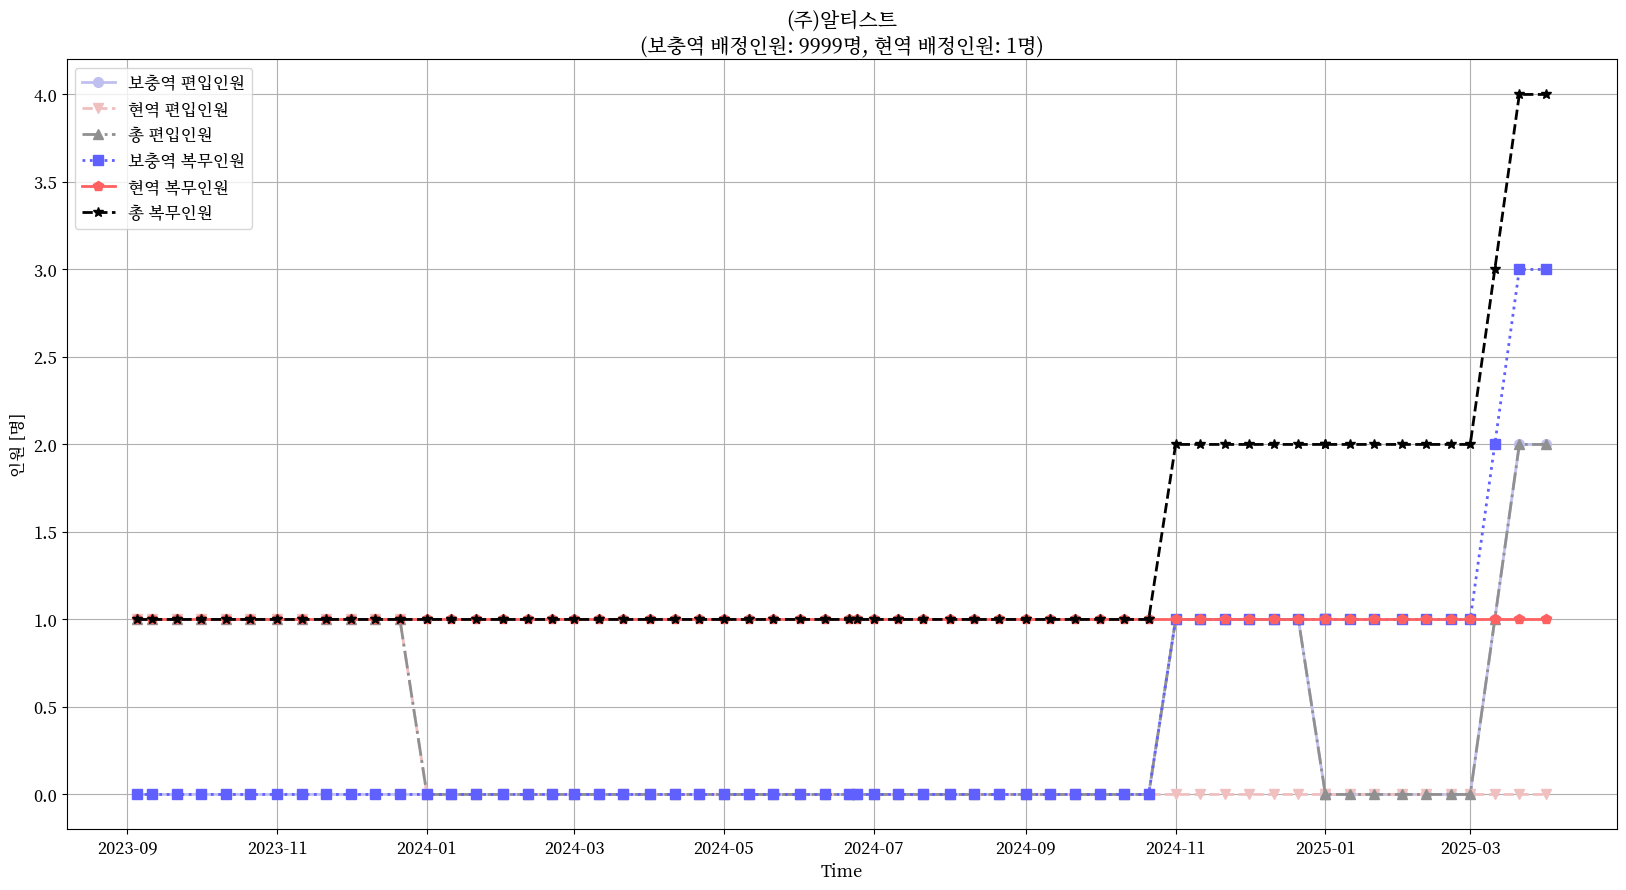 (주)알티스트
(보충역 배정인원: 9999명, 현역 배정인원: 1명)
보충역 편입인원
현역 편입인원
총 편입인원
보충역 복무인원
현역 복무인원
총 복무인원
인원 [명]
4.0
3.5
3.0
2.5
2.0
1.5
1.0
0.5
0.0
2023-09 2023-11 2024-01 2024-03 2024-05 2024-07 2024-09 2024-11 2025-01 2025-03
Time